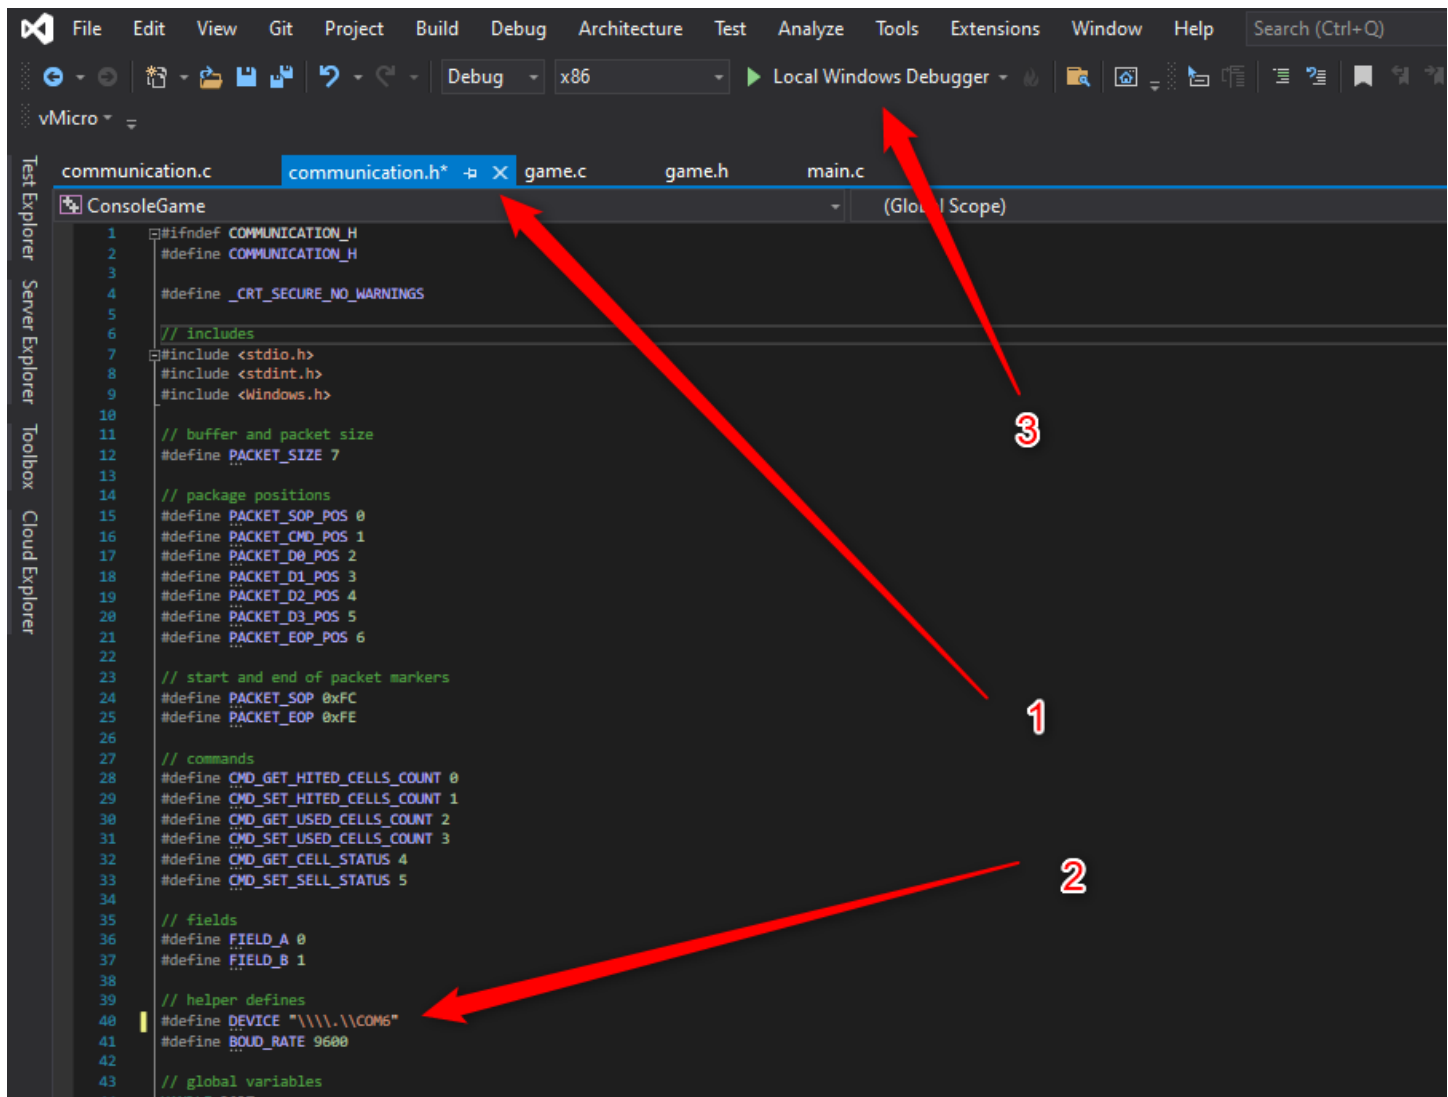 File Edit View Git Project Build Debug Architecture Test Analyze Tools Extensions Window Help Search (Ctrl+Q)
Debug x86 Local Windows Debugger
vMicro
Test Explorer
Server Explorer
Toolbox
Cloud Explorer
communication.c communication.h* game.c game.h main.c
ConsoleGame (Glob l Scope)
1 #ifndef COMMUNICATION_H
2 #define COMMUNICATION_H
3
4 #define _CRT_SECURE_NO_WARNINGS
5
6 // includes
7 #include <stdio.h>
8 #include <stdint.h>
9 #include <Windows.h>
10
11 // buffer and packet size
12 #define PACKET_SIZE 7
13
14 // package positions
15 #define PACKET_SOP_POS 0
16 #define PACKET_CMD_POS 1
17 #define PACKET_D0_POS 2
18 #define PACKET_D1_POS 3
19 #define PACKET_D2_POS 4
20 #define PACKET_D3_POS 5
21 #define PACKET_EOP_POS 6
22
23 // start and end of packet markers
24 #define PACKET_SOP 0xFC
25 #define PACKET_EOP 0xFE
26
27 // commands
28 #define CMD_GET_HITED_CELLS_COUNT 0
29 #define CMD_SET_HITED_CELLS_COUNT 1
30 #define CMD_GET_USED_CELLS_COUNT 2
31 #define CMD_SET_USED_CELLS_COUNT 3
32 #define CMD_GET_CELL_STATUS 4
33 #define CMD_SET_SELL_STATUS 5
34
35 // fields
36 #define FIELD_A 0
37 #define FIELD_B 1
38
39 // helper defines
40 #define DEVICE "\\\\.\\COM6"
41 #define BOUD_RATE 9600
42
43 // global variables
3
1
2